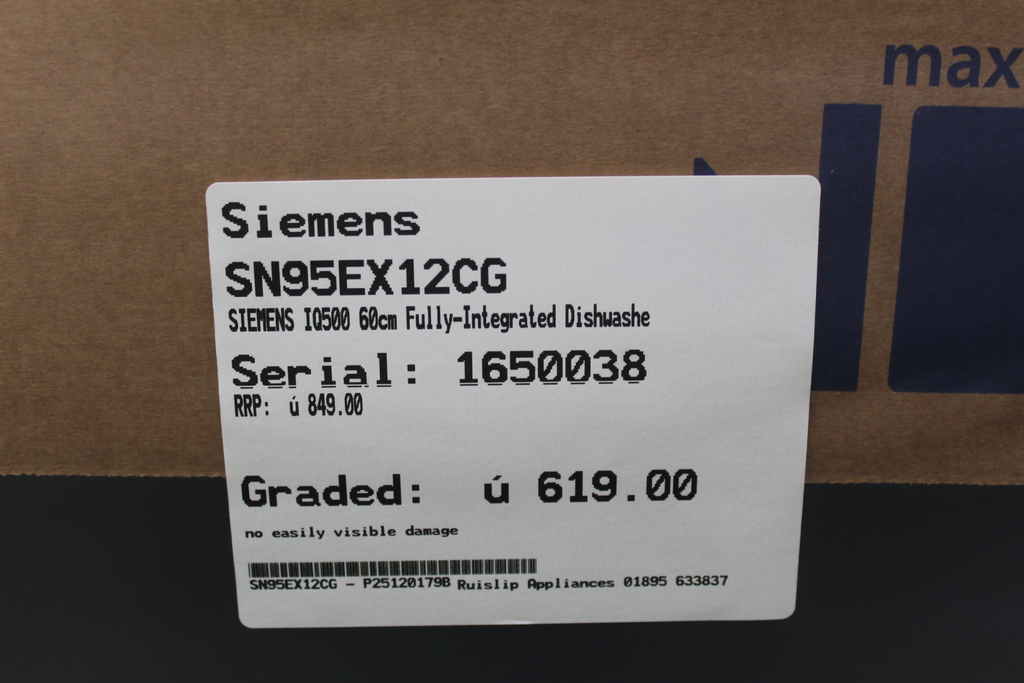 max
Siemens
SN95EX12CG
SIEMENS IQ500 60cm Fully-Integrated Dishwashe
Serial: 1650038
RRP: ú 849.00
Graded: ú 619.00
no easily visible damage
SN95EX12CG - P25120179B Ruislip Appliances 01895 633837